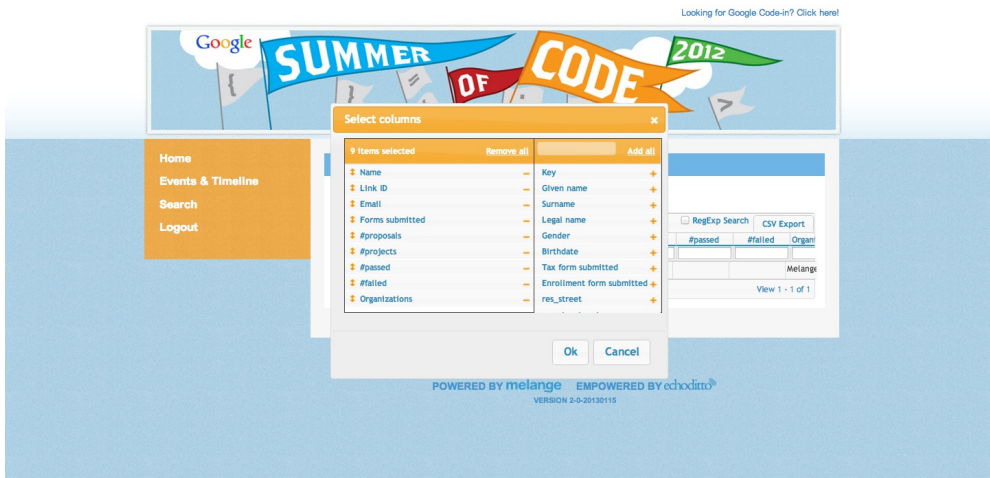 Looking for Google Code-in? Click here!
Google
SUMMER
OF
CODE
2012
Home
Events & Timeline
Search
Logout
Select columns
9 items selected
Remove all
Add all
Name
Link ID
Email
Forms submitted
#proposals
#projects
#passed
#failed
Organizations
Key
Given name
Surname
Legal name
Gender
Birthdate
Tax form submitted
Enrollment form submitted
res_street
Ok
Cancel
RegExp Search
CSV Export
#passed
#failed
Organi
Melange
View 1 - 1 of 1
POWERED BY melange EMPOWERED BY echoditto
VERSION 2-0-20130115